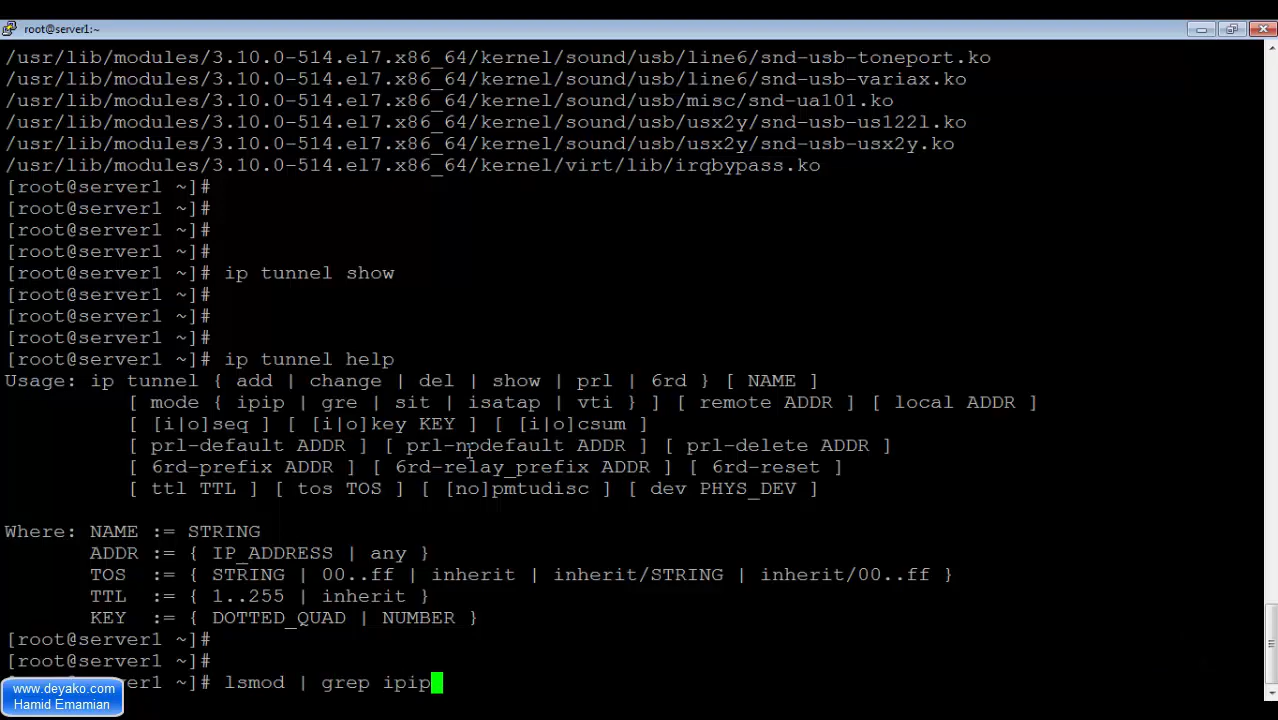 root@server1:~
/usr/lib/modules/3.10.0-514.el7.x86_64/kernel/sound/usb/line6/snd-usb-toneport.ko
/usr/lib/modules/3.10.0-514.el7.x86_64/kernel/sound/usb/line6/snd-usb-variax.ko
/usr/lib/modules/3.10.0-514.el7.x86_64/kernel/sound/usb/misc/snd-ua101.ko
/usr/lib/modules/3.10.0-514.el7.x86_64/kernel/sound/usb/usx2y/snd-usb-us122l.ko
/usr/lib/modules/3.10.0-514.el7.x86_64/kernel/sound/usb/usx2y/snd-usb-usx2y.ko
/usr/lib/modules/3.10.0-514.el7.x86_64/kernel/virt/lib/irqbypass.ko
[root@server1 ~]#
[root@server1 ~]#
[root@server1 ~]#
[root@server1 ~]#
[root@server1 ~]# ip tunnel show
[root@server1 ~]#
[root@server1 ~]#
[root@server1 ~]#
[root@server1 ~]# ip tunnel help
Usage: ip tunnel { add | change | del | show | prl | 6rd } [ NAME ]
[ mode { ipip | gre | sit | isatap | vti } ] [ remote ADDR ] [ local ADDR ]
[ [i|o]seq ] [ [i|o]key KEY ] [ [i|o]csum ]
[ prl-default ADDR ] [ prl-nodefault ADDR ] [ prl-delete ADDR ]
[ 6rd-prefix ADDR ] [ 6rd-relay_prefix ADDR ] [ 6rd-reset ]
[ ttl TTL ] [ tos TOS ] [ [no]pmtudisc ] [ dev PHYS_DEV ]
Where: NAME := STRING
ADDR := { IP_ADDRESS | any }
TOS := { STRING | 00..ff | inherit | inherit/STRING | inherit/00..ff }
TTL := { 1..255 | inherit }
KEY := { DOTTED_QUAD | NUMBER }
[root@server1 ~]#
[root@server1 ~]#
erver1 ~]# lsmod | grep ipip
www.deyako.com
Hamid Emamian